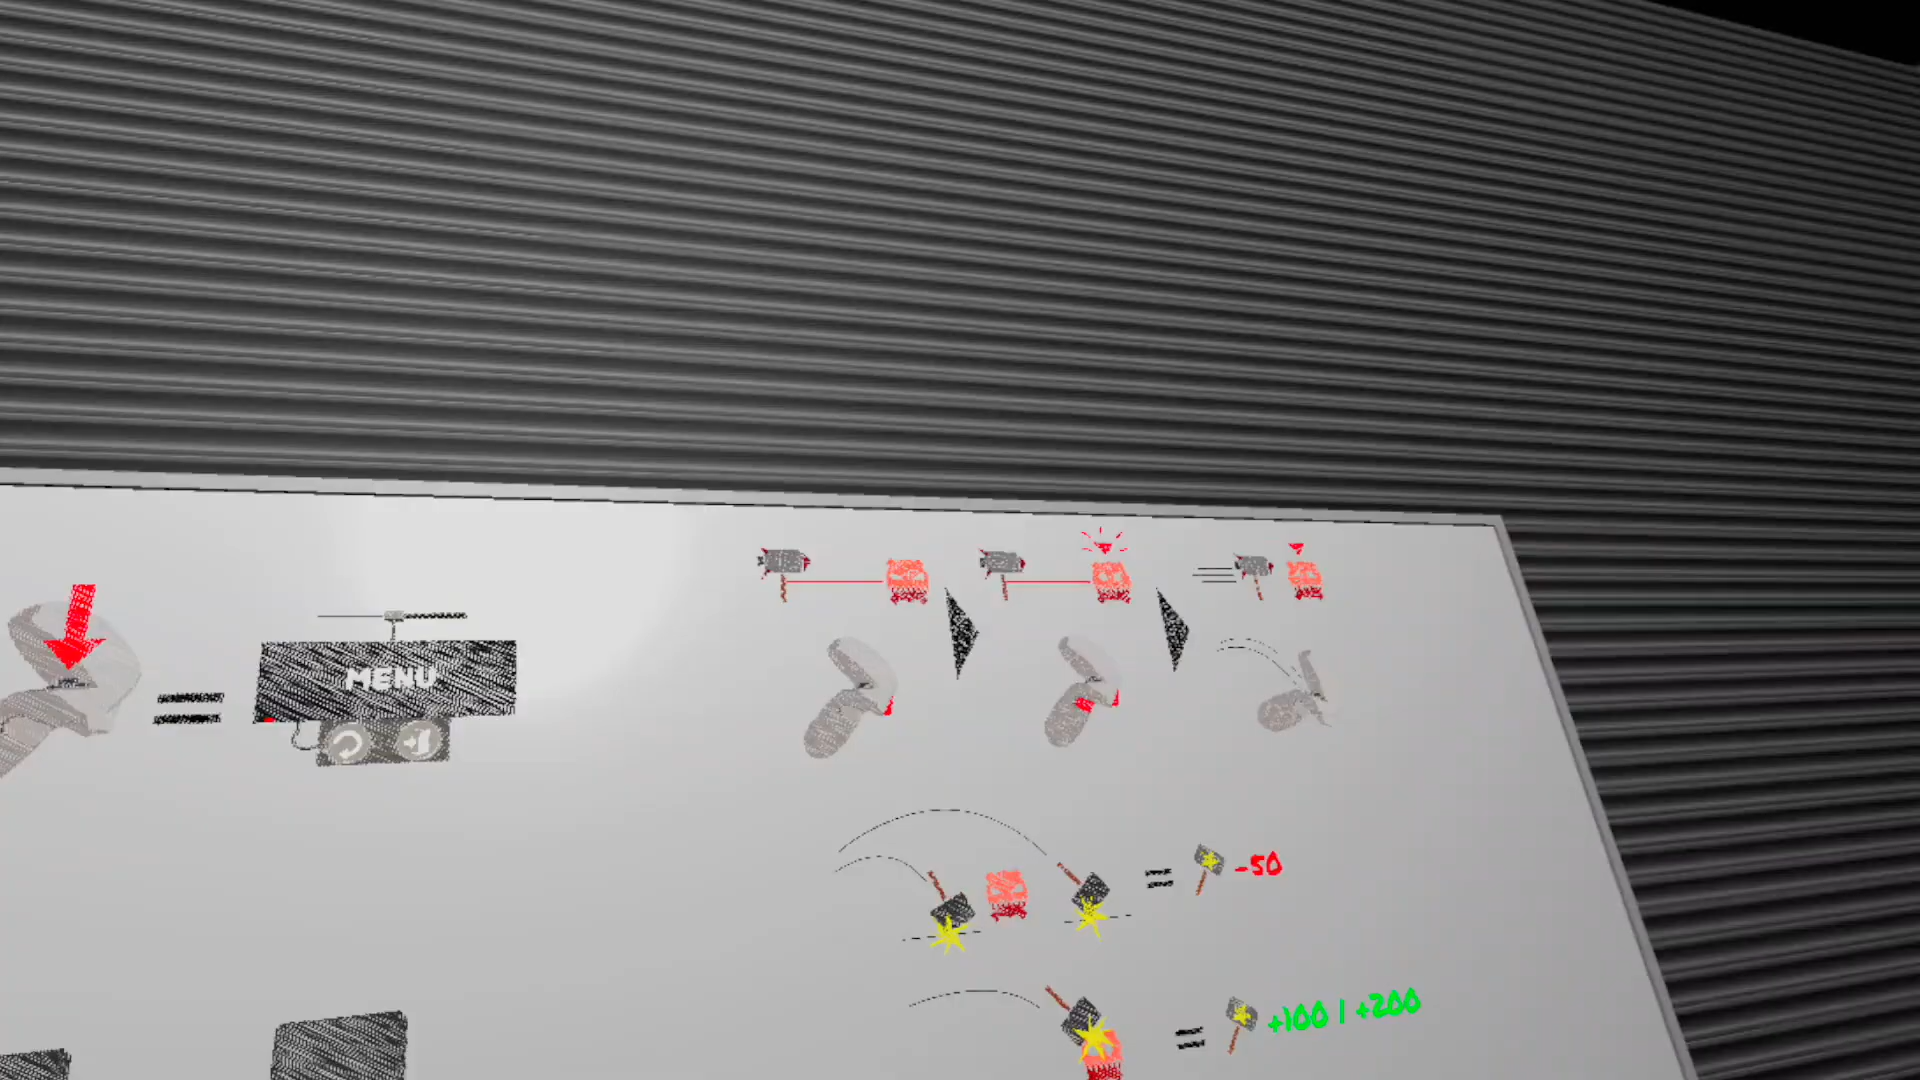 MENU
= -50
= +100 | +200